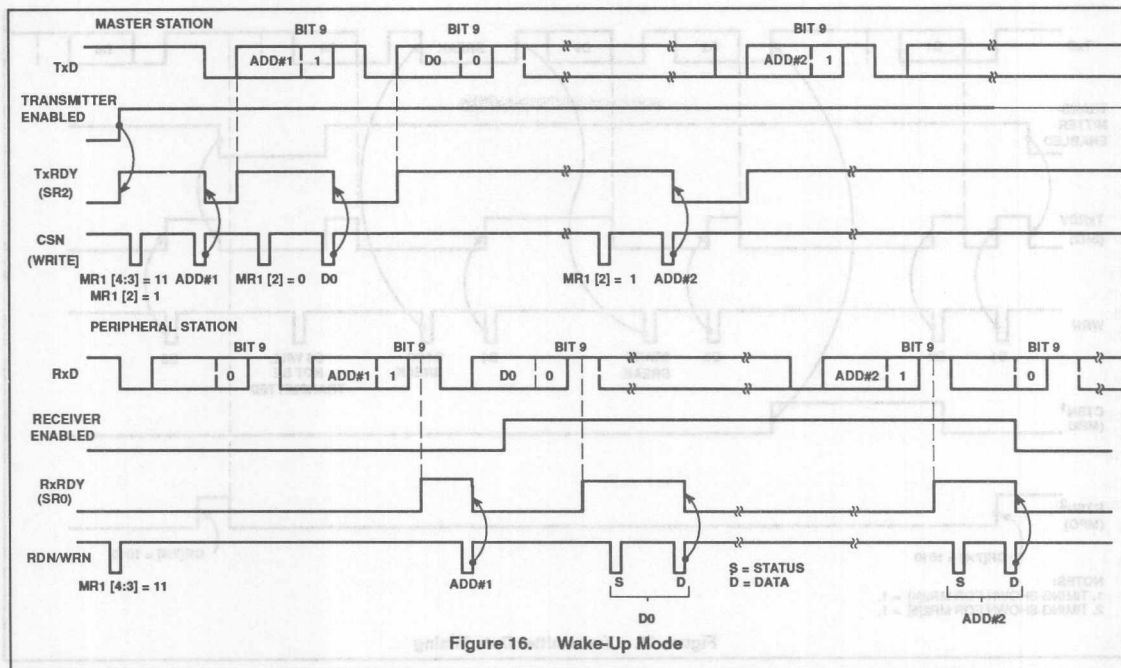 MASTER STATION
BIT 9 BIT 9 BIT 9
TxD ADD#1 1 D0 0 ADD#2 1
TRANSMITTER
ENABLED
TxRDY
(SR2)
CSN
(WRITE]
MR1 [4:3] = 11 ADD#1 MR1 [2] = 0 D0 MR1 [2] = 1 ADD#2
MR1 [2] = 1
PERIPHERAL STATION
BIT 9 BIT 9 BIT 9 BIT 9 BIT 9
RxD 0 ADD#1 1 D0 0 ADD#2 1 0
RECEIVER
ENABLED
RxRDY
(SR0)
RDN/WRN
MR1 [4:3] = 11 ADD#1 S D S = STATUS S D
D = DATA
D0 ADD#2
Figure 16. Wake-Up Mode